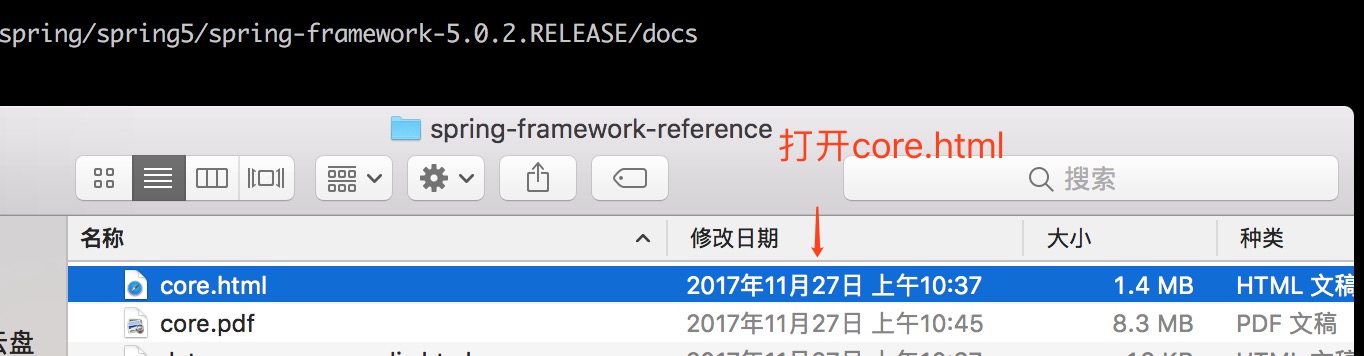 spring/spring5/spring-framework-5.0.2.RELEASE/docs
spring-framework-reference
打开core.html
搜索
名称 修改日期 大小 种类
core.html 2017年11月27日 上午10:37 1.4 MB HTML 文稿
core.pdf 2017年11月27日 上午10:45 8.3 MB PDF 文稿
云盘